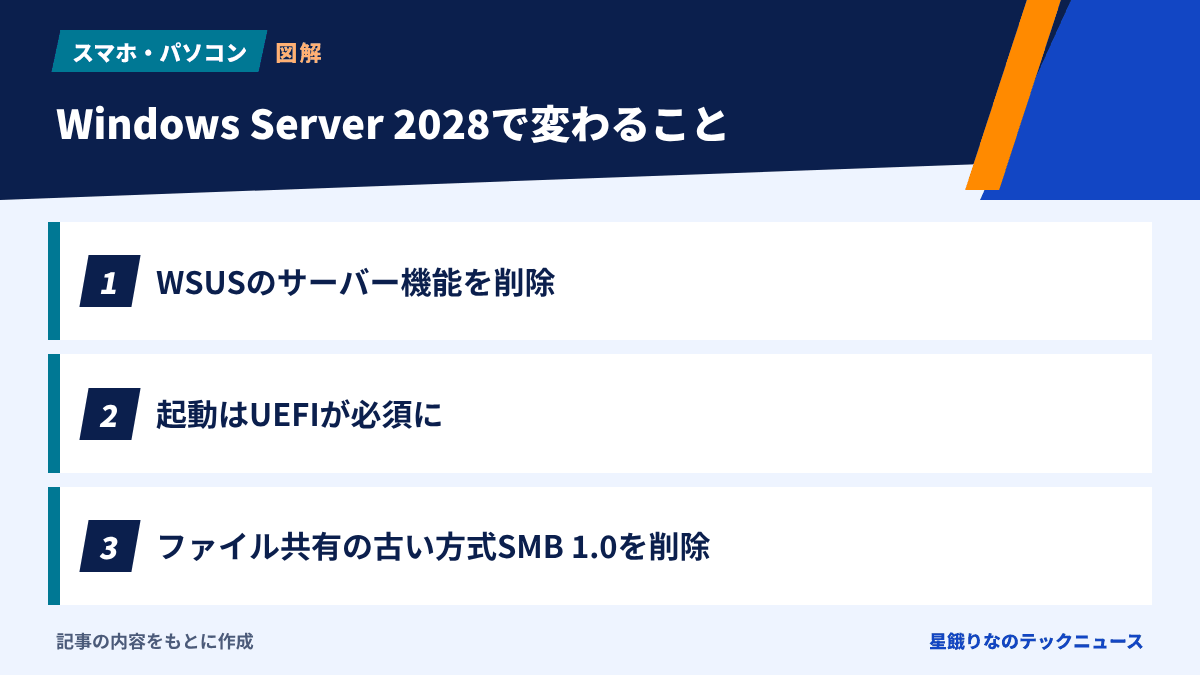 スマホ・パソコン 図解
Windows Server 2028で変わること
1 WSUSのサーバー機能を削除
2 起動はUEFIが必須に
3 ファイル共有の古い方式SMB 1.0を削除
記事の内容をもとに作成
星餓りなのテックニュース